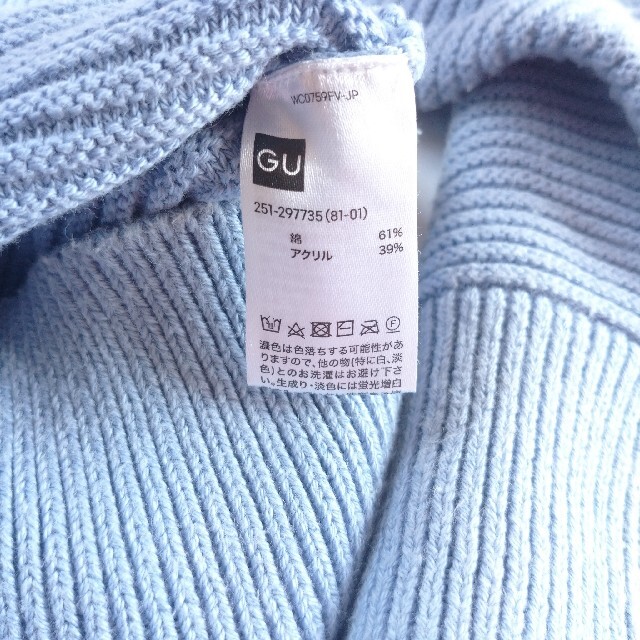 WC0759FV-JP
GU
251-297735(81-01)
綿 61%
アクリル 39%
濃色は色落ちする可能性があ
りますので、他の物(特に白、淡
色)とのお洗濯はお避け下さ
い。生成り・淡色には蛍光増白